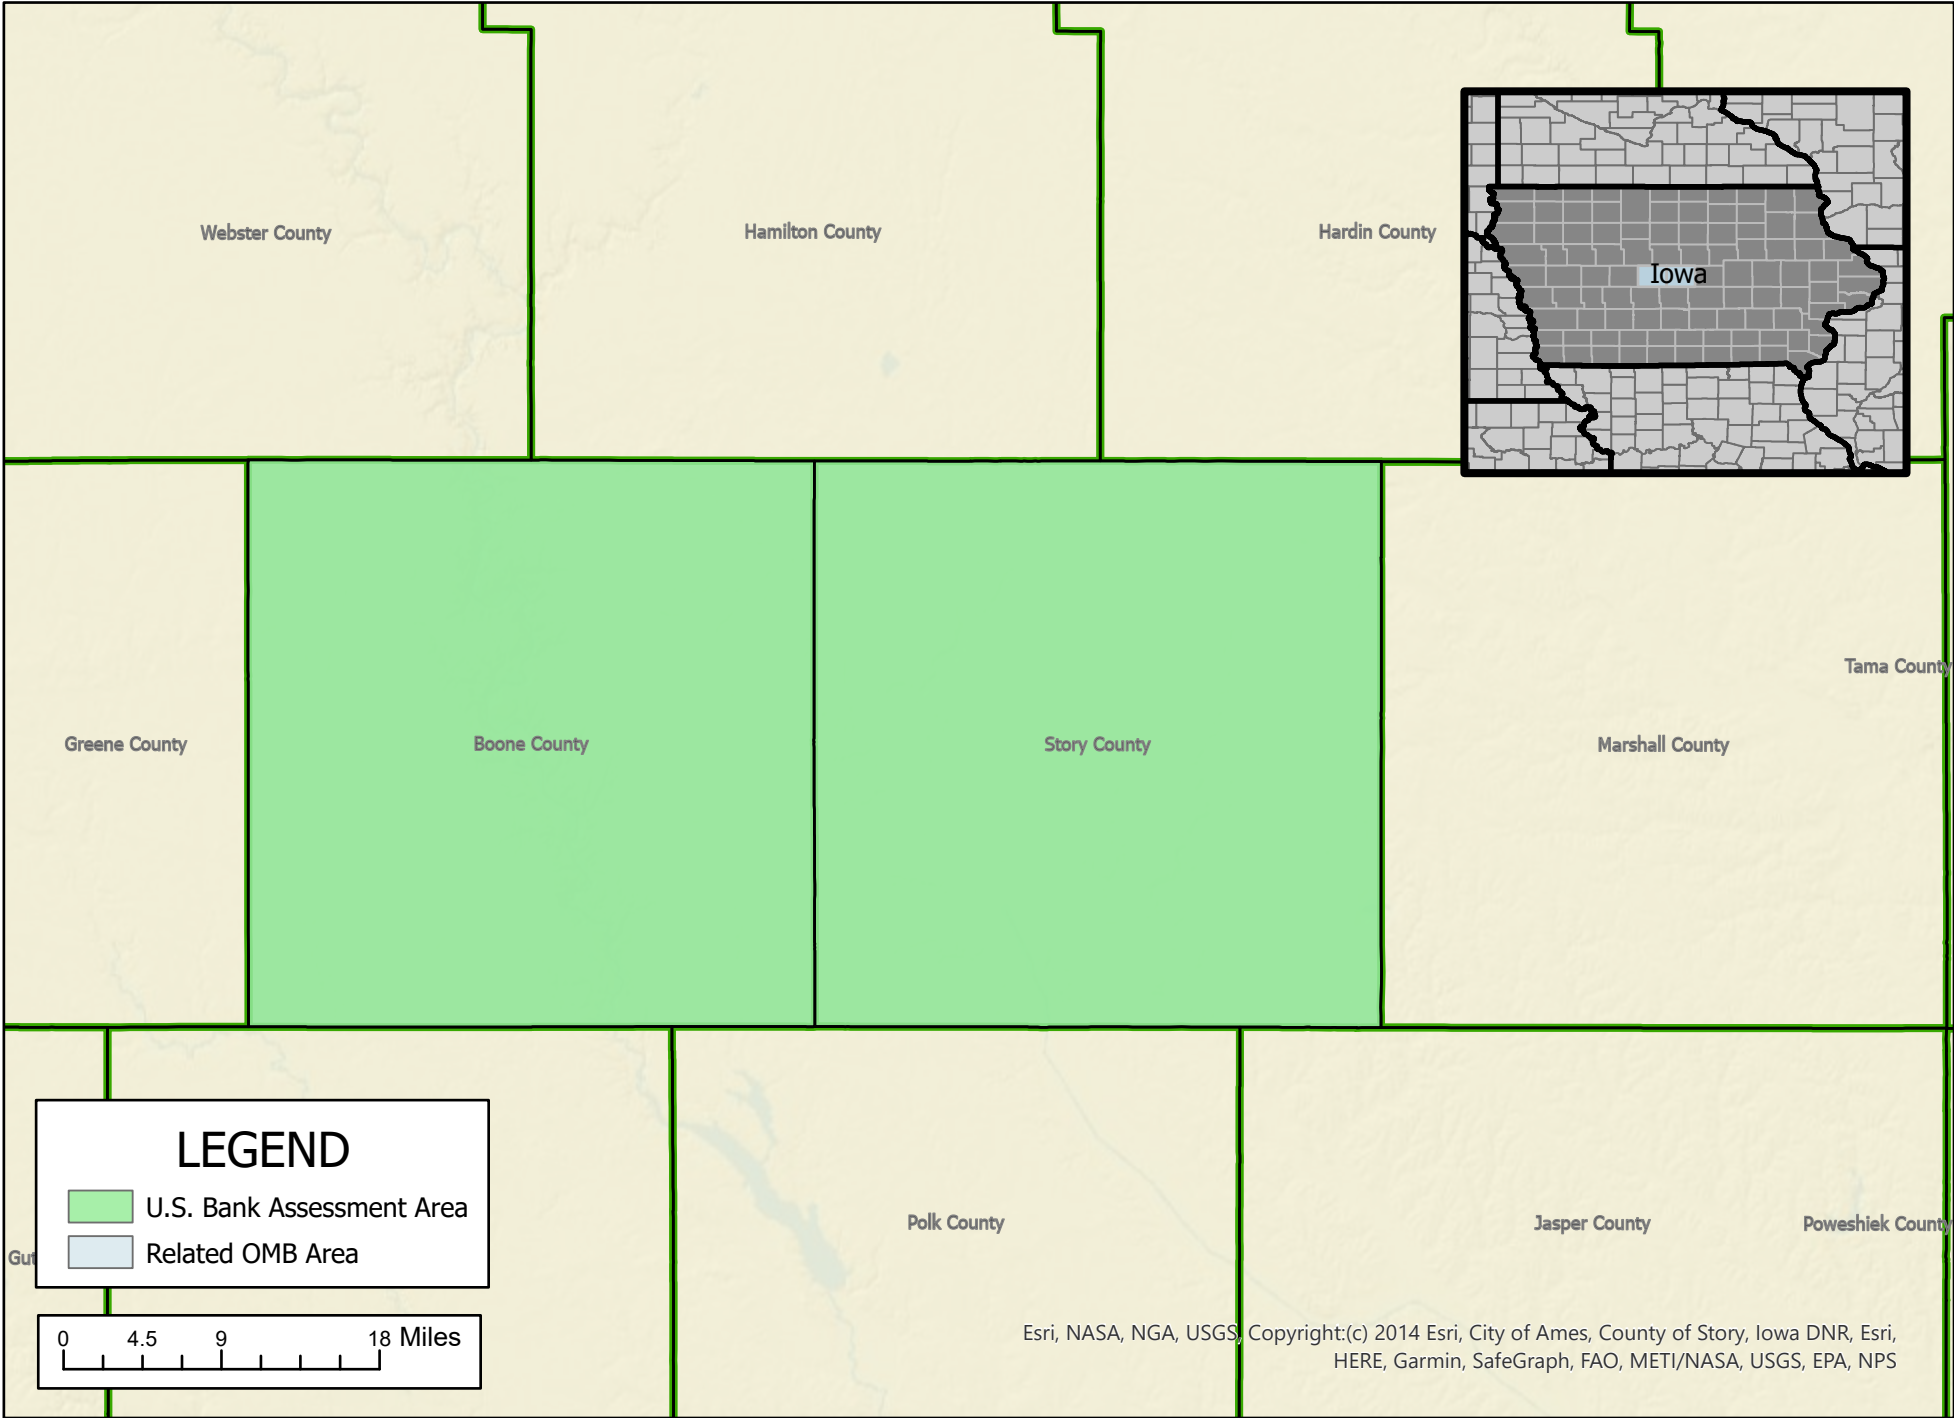 Webster County
Hamilton County
Hardin County
Iowa
Tama County
Greene County
Boone County
Story County
Marshall County
LEGEND
U.S. Bank Assessment Area
Related OMB Area
Gut
Polk County
Jasper County
Poweshiek County
0 4.5 9 18 Miles
Esri, NASA, NGA, USGS, Copyright:(c) 2014 Esri, City of Ames, County of Story, Iowa DNR, Esri,
HERE, Garmin, SafeGraph, FAO, METI/NASA, USGS, EPA, NPS